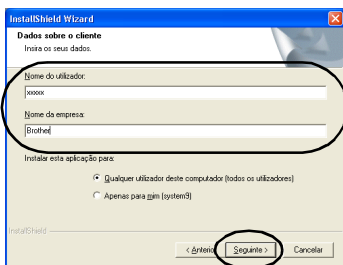 InstallShield Wizard
Dados sobre o cliente
Insira os seus dados.
Nome do utilizador:
xxxxx
Nome da empresa:
Brother
Instalar esta aplicação para:
Qualquer utilizador deste computador (todos os utilizadores)
Apenas para mim (system9)
InstallShield
< Anterior Seguinte > Cancelar